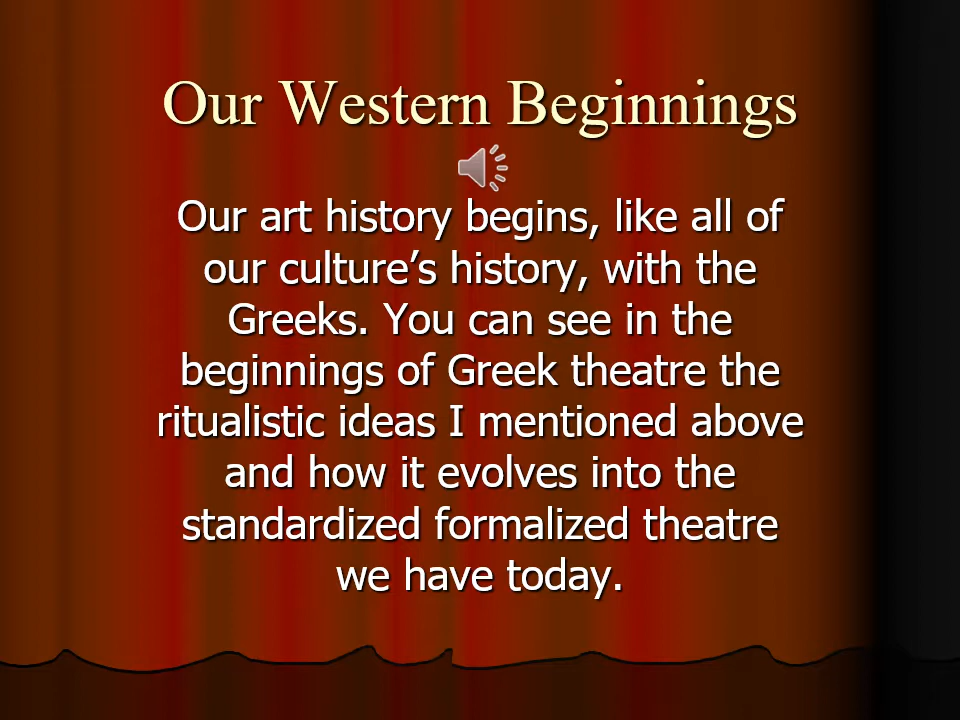 Our Western Beginnings
Our art history begins, like all of
our culture’s history, with the
Greeks. You can see in the
beginnings of Greek theatre the
ritualistic ideas I mentioned above
and how it evolves into the
standardized formalized theatre
we have today.